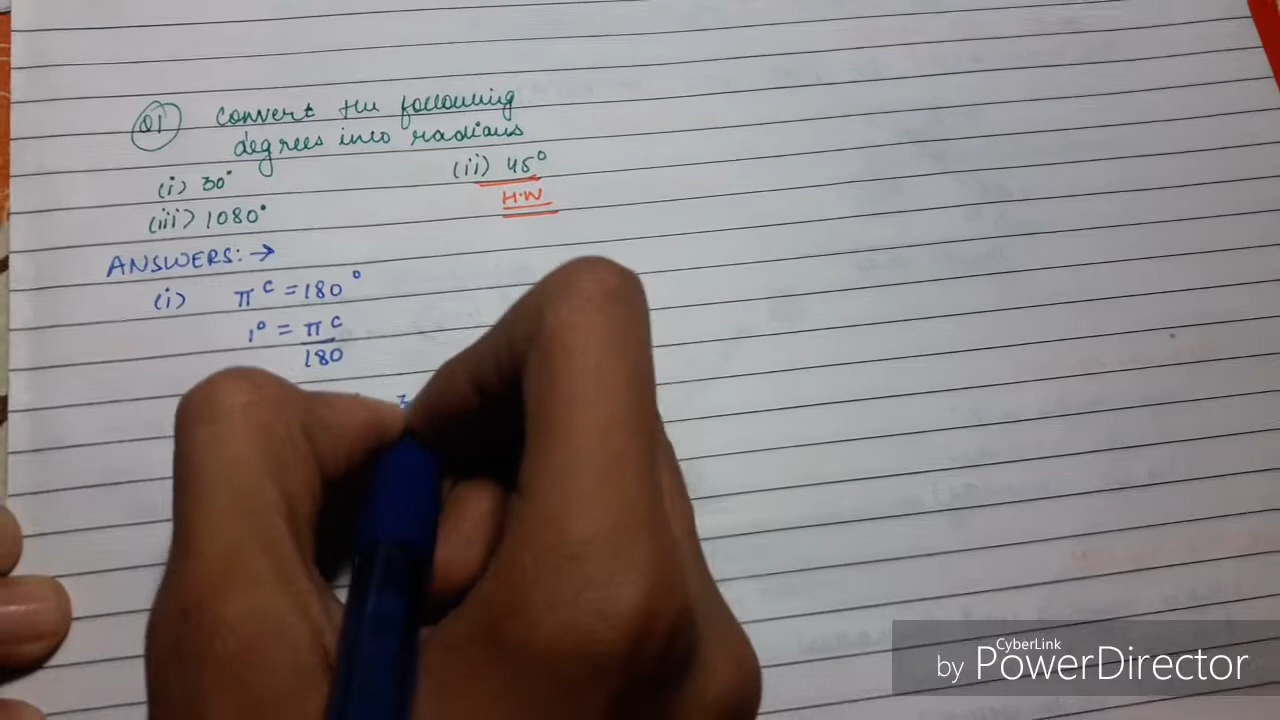 Q1 Convert the following
degrees into radians
(i) 30° (ii) 45°
H.W
(iii) 1080°
ANSWERS: →
(i) π ᶜ = 180°
1° = π ᶜ
180
3
CyberLink
by PowerDirector